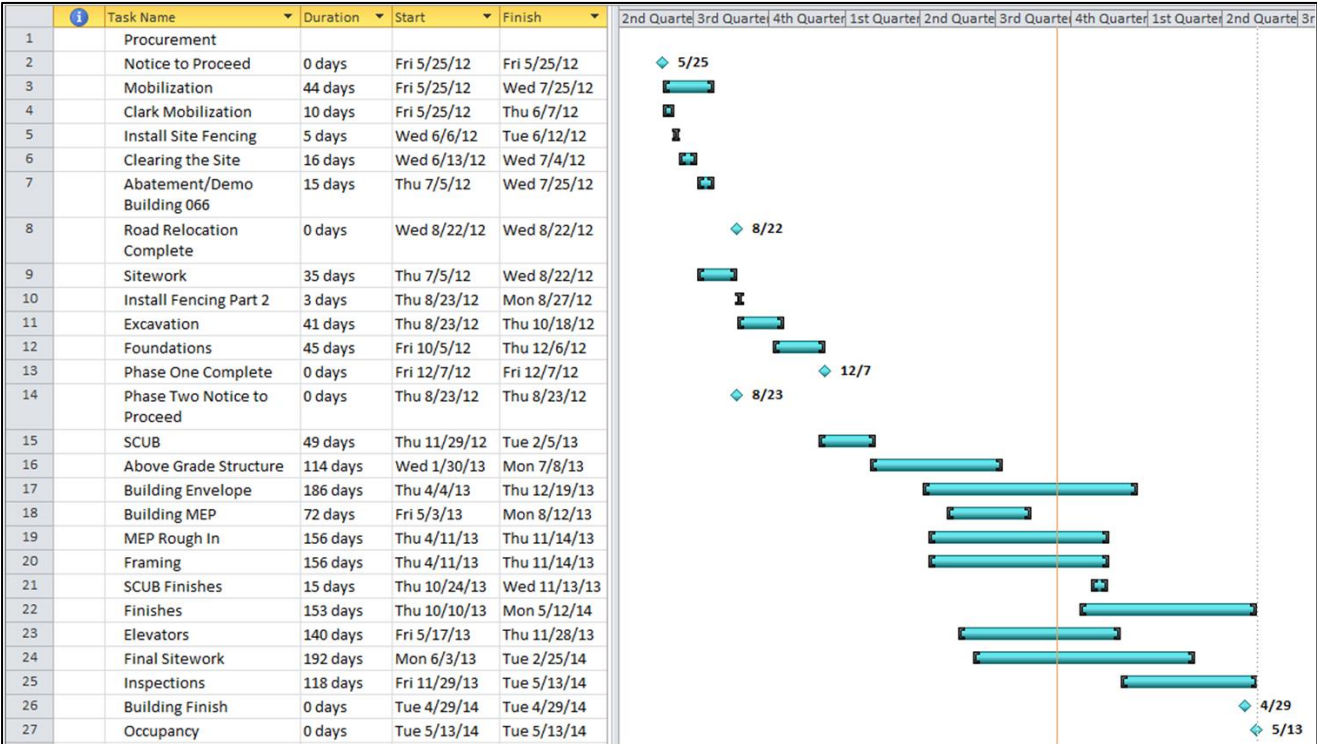 Task Name Duration Start Finish 2nd Quarte 3rd Quarter 4th Quarter 1st Quarter 2nd Quarte 3rd Quarter 4th Quarter 1st Quarter 2nd Quarte 3r
1 Procurement
2 Notice to Proceed 0 days Fri 5/25/12 Fri 5/25/12 5/25
3 Mobilization 44 days Fri 5/25/12 Wed 7/25/12
4 Clark Mobilization 10 days Fri 5/25/12 Thu 6/7/12
5 Install Site Fencing 5 days Wed 6/6/12 Tue 6/12/12
6 Clearing the Site 16 days Wed 6/13/12 Wed 7/4/12
7 Abatement/Demo 15 days Thu 7/5/12 Wed 7/25/12
Building 066
8 Road Relocation 0 days Wed 8/22/12 Wed 8/22/12 8/22
Complete
9 Sitework 35 days Thu 7/5/12 Wed 8/22/12
10 Install Fencing Part 2 3 days Thu 8/23/12 Mon 8/27/12
11 Excavation 41 days Thu 8/23/12 Thu 10/18/12
12 Foundations 45 days Fri 10/5/12 Thu 12/6/12
13 Phase One Complete 0 days Fri 12/7/12 Fri 12/7/12 12/7
14 Phase Two Notice to 0 days Thu 8/23/12 Thu 8/23/12 8/23
Proceed
15 SCUB 49 days Thu 11/29/12 Tue 2/5/13
16 Above Grade Structure 114 days Wed 1/30/13 Mon 7/8/13
17 Building Envelope 186 days Thu 4/4/13 Thu 12/19/13
18 Building MEP 72 days Fri 5/3/13 Mon 8/12/13
19 MEP Rough In 156 days Thu 4/11/13 Thu 11/14/13
20 Framing 156 days Thu 4/11/13 Thu 11/14/13
21 SCUB Finishes 15 days Thu 10/24/13 Wed 11/13/13
22 Finishes 153 days Thu 10/10/13 Mon 5/12/14
23 Elevators 140 days Fri 5/17/13 Thu 11/28/13
24 Final Sitework 192 days Mon 6/3/13 Tue 2/25/14
25 Inspections 118 days Fri 11/29/13 Tue 5/13/14
26 Building Finish 0 days Tue 4/29/14 Tue 4/29/14 4/29
27 Occupancy 0 days Tue 5/13/14 Tue 5/13/14 5/13